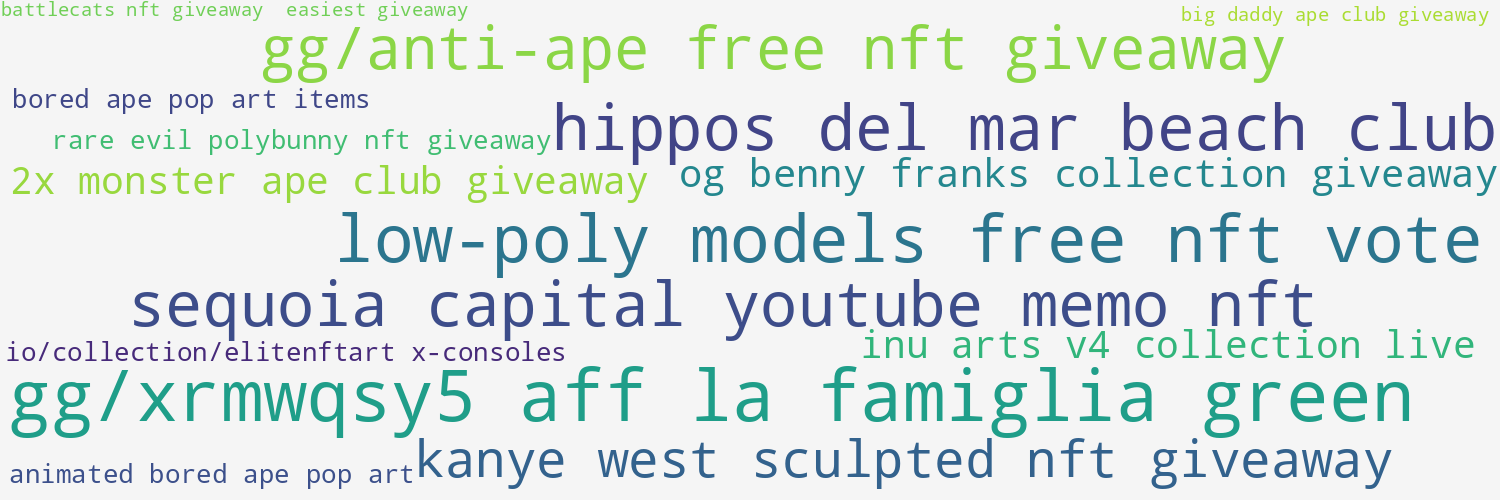 battlecats nft giveaway easiest giveaway
big daddy ape club giveaway
gg/anti-ape free nft giveaway
bored ape pop art items
hippos del mar beach club
rare evil polybunny nft giveaway
2x monster ape club giveaway
og benny franks collection giveaway
low-poly models free nft vote
sequoia capital youtube memo nft
io/collection/elitenftart x-consoles
inu arts v4 collection live
gg/xrmwqsy5 aff la famiglia green
animated bored ape pop art
kanye west sculpted nft giveaway